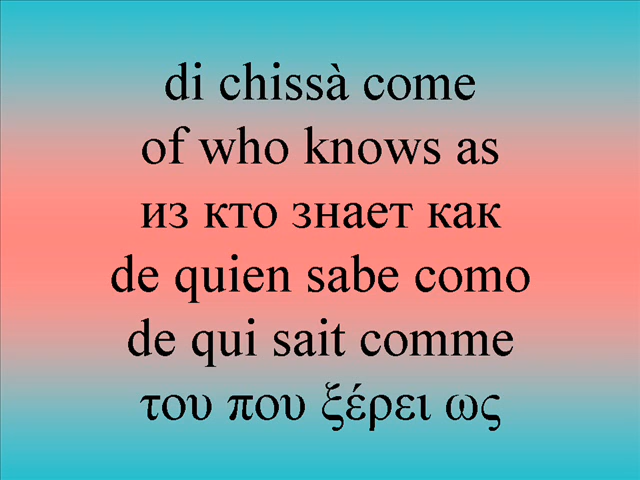 di chissà come
of who knows as
из кто знает как
de quien sabe como
de qui sait comme
του που ξέρει ως